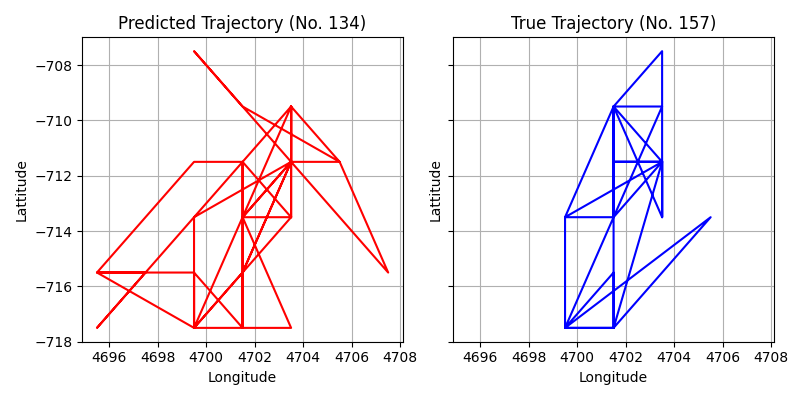 Predicted Trajectory (No. 134)
True Trajectory (No. 157)
Lattitude
−708
−710
−712
−714
−716
−718
4696 4698 4700 4702 4704 4706 4708
Longitude
Lattitude
4696 4698 4700 4702 4704 4706 4708
Longitude